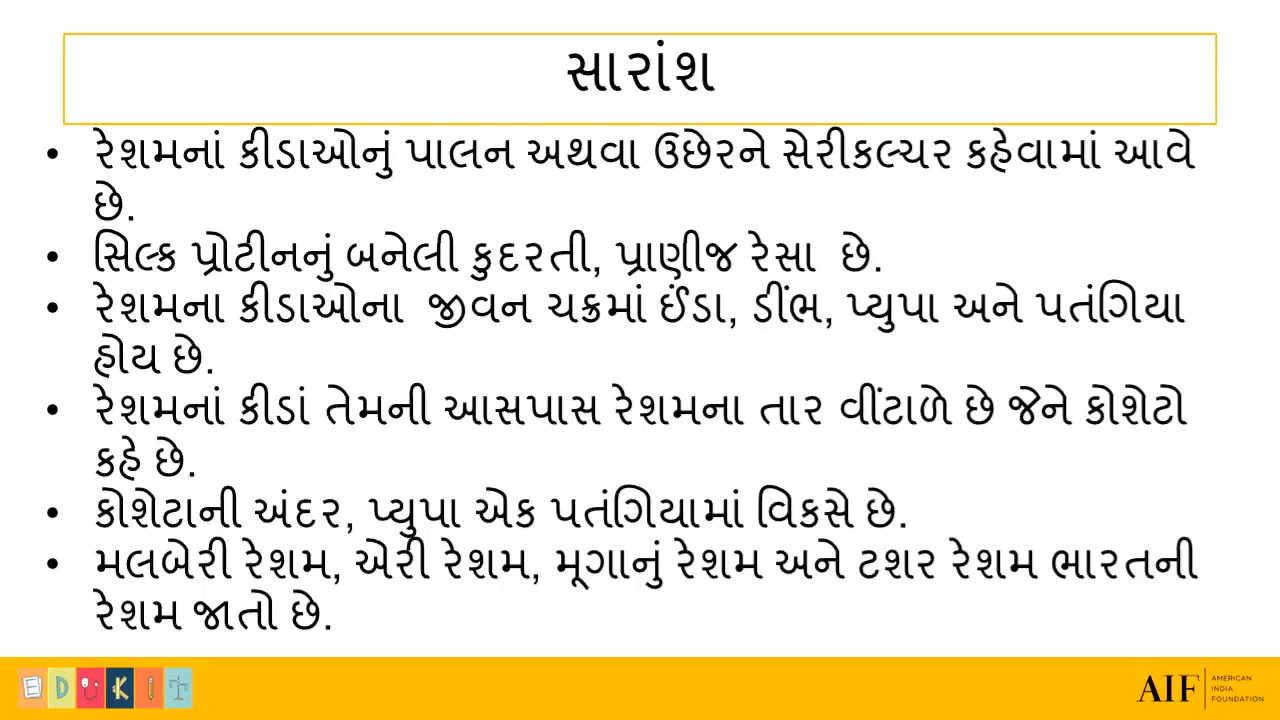 સારાંશ
• રેશમનાં કીડાઓનું પાલન અથવા ઉછેરને સેરીકલ્ચર કહેવામાં આવે
છે.
• સિલ્ક પ્રોટીનનું બનેલી કુદરતી, પ્રાણીજ રેસા છે.
• રેશમના કીડાઓના જીવન ચક્રમાં ઈંડા, ડીંભ, પ્યુપા અને પતંગિયા
હોય છે.
• રેશમનાં કીડાં તેમની આસપાસ રેશમના તાર વીંટાળે છે જેને કોશેટો
કહે છે.
• કોશેટાની અંદર, પ્યુપા એક પતંગિયામાં વિકસે છે.
• મલબેરી રેશમ, એરી રેશમ, મૂગાનું રેશમ અને ટશર રેશમ ભારતની
રેશમ જાતો છે.
EDUKIT
AIF AMERICAN
INDIA
FOUNDATION